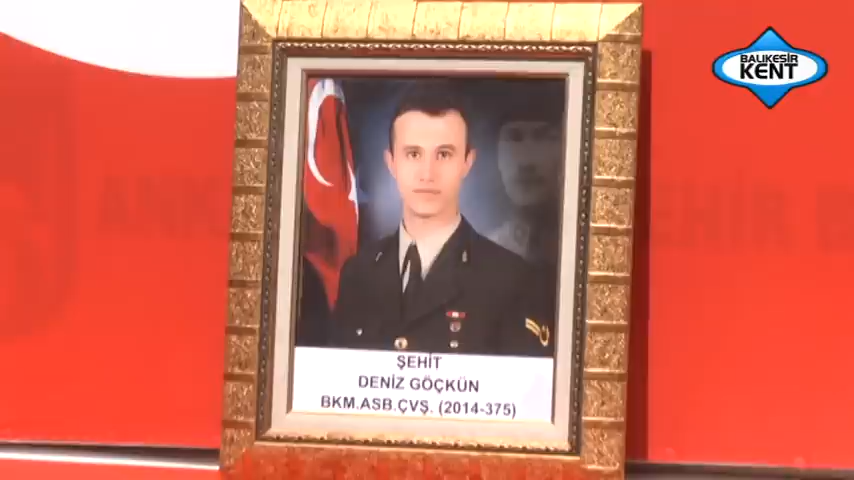 BALIKESİR
KENT
ŞEHİT
DENİZ GÖÇKÜN
BKM.ASB.ÇVŞ. (2014-375)